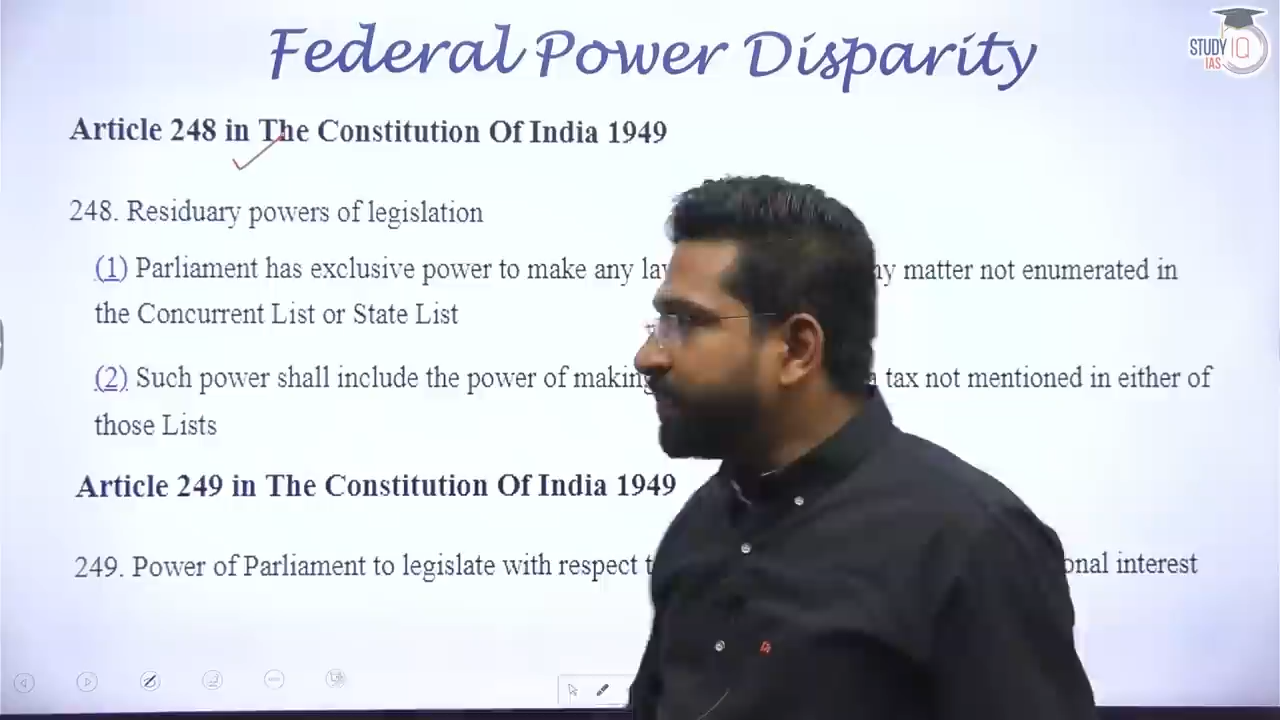 Federal Power Disparity
STUDY IQ
IAS
Article 248 in The Constitution Of India 1949
248. Residuary powers of legislation
(1) Parliament has exclusive power to make any matter not enumerated in
the Concurrent List or State List
(2) Such power shall include the power of tax not mentioned in either of
those Lists
Article 249 in The Constitution Of India 1949
249. Power of Parliament to legislate with respect interest